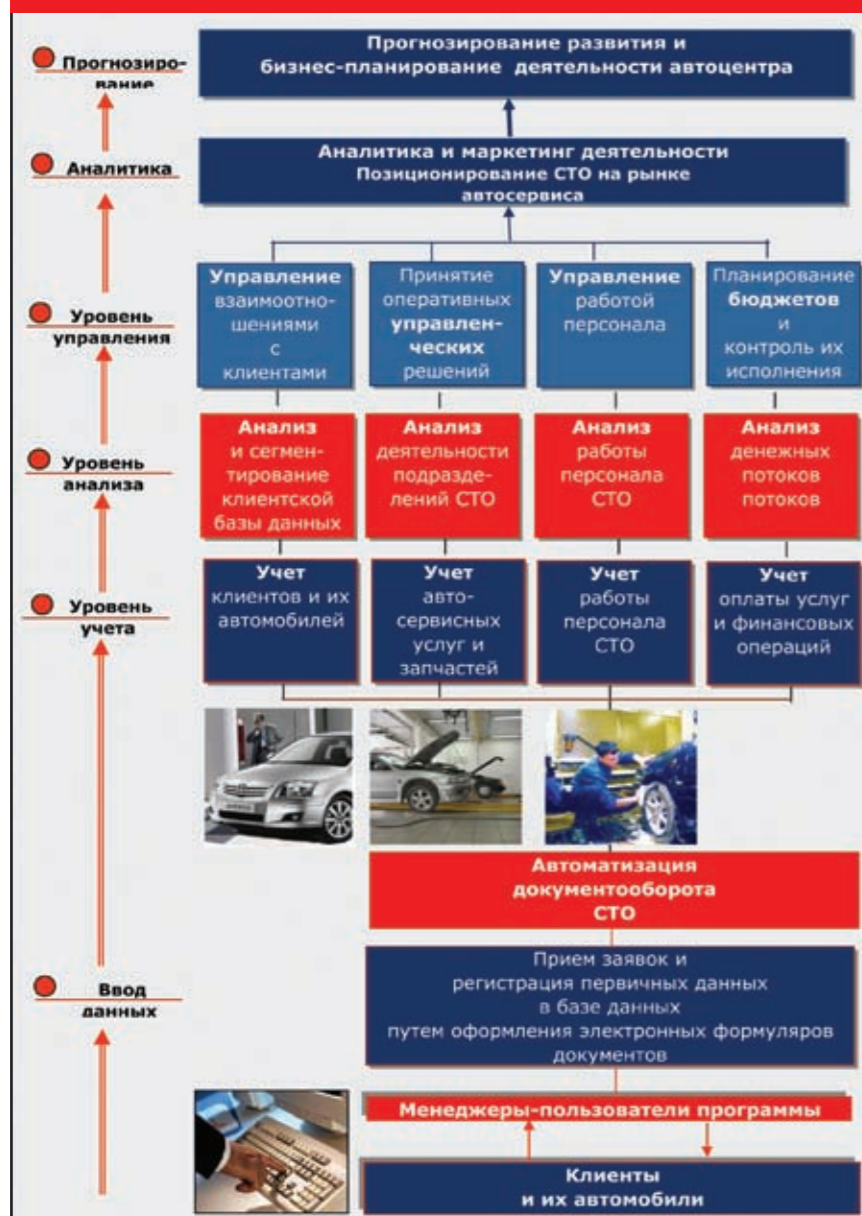 Прогнозиро-
вание
Прогнозирование развития и
бизнес-планирование деятельности автоцентра
Аналитика
Аналитика и маркетинг деятельности
Позиционирование СТО на рынке
автосервиса
Уровень
управления
Управление
взаимоотно-
шениями
с
клиентами
Принятие
оперативных
управлен-
ческих
решений
Управление
работой
персонала
Планирование
бюджетов
и
контроль их
исполнения
Уровень
анализа
Анализ
и сегмен-
тирование
клиентской
базы данных
Анализ
деятельности
подразде-
лений СТО
Анализ
работы
персонала
СТО
Анализ
денежных
потоков
потоков
Уровень
учета
Учет
клиентов и их
автомобилей
Учет
авто-
сервисных
услуг и
запчастей
Учет
работы
персонала
СТО
Учет
оплаты услуг
и финансовых
операций
Автоматизация
документооборота
СТО
Ввод
данных
Прием заявок и
регистрация первичных данных
в базе данных
путем оформления электронных формуляров
документов
Менеджеры-пользователи программы
Клиенты
и их автомобили